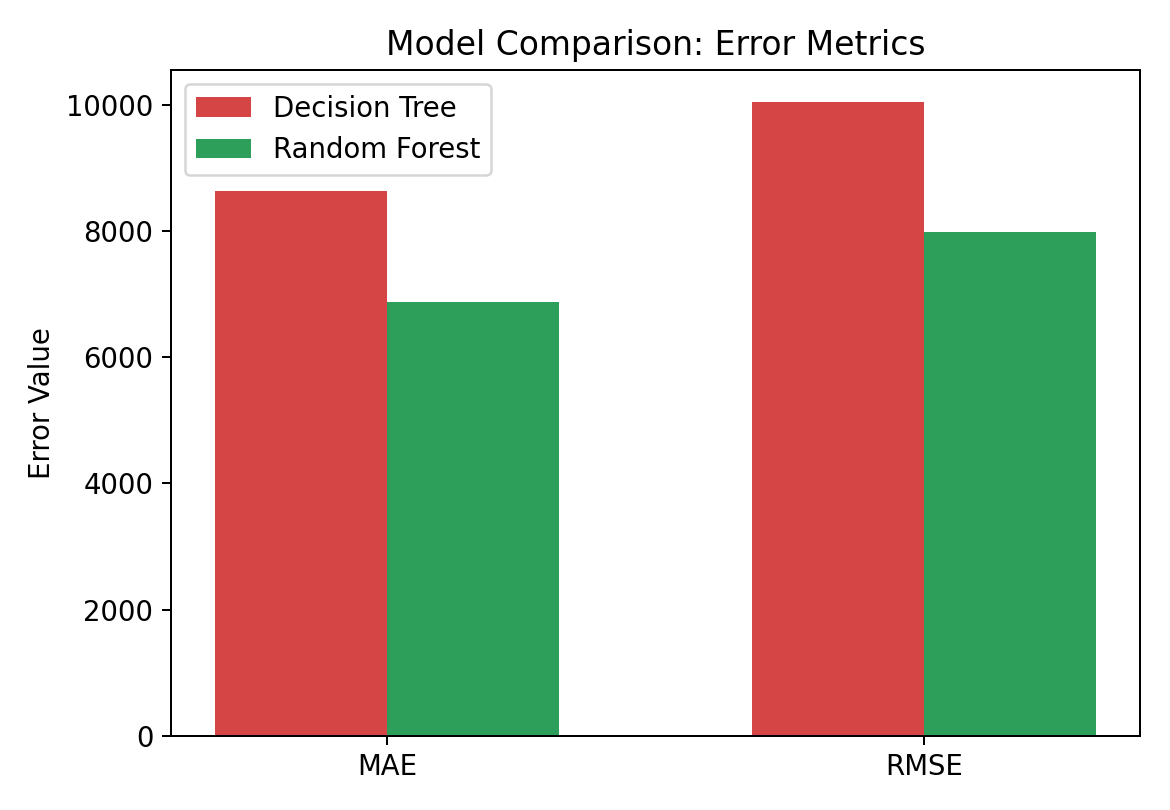 Model Comparison: Error Metrics
Decision Tree
Random Forest
10000
8000
6000
4000
2000
0
Error Value
MAE
RMSE